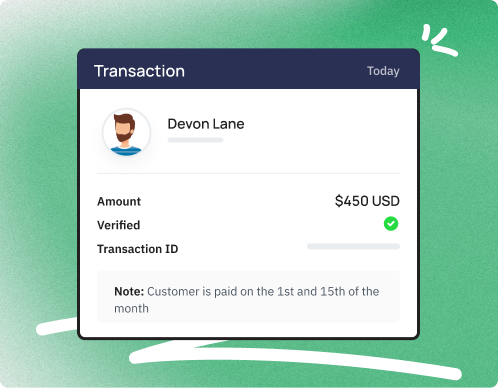 Transaction Today
Devon Lane
Amount $450 USD
Verified
Transaction ID
Note: Customer is paid on the 1st and 15th of the
month